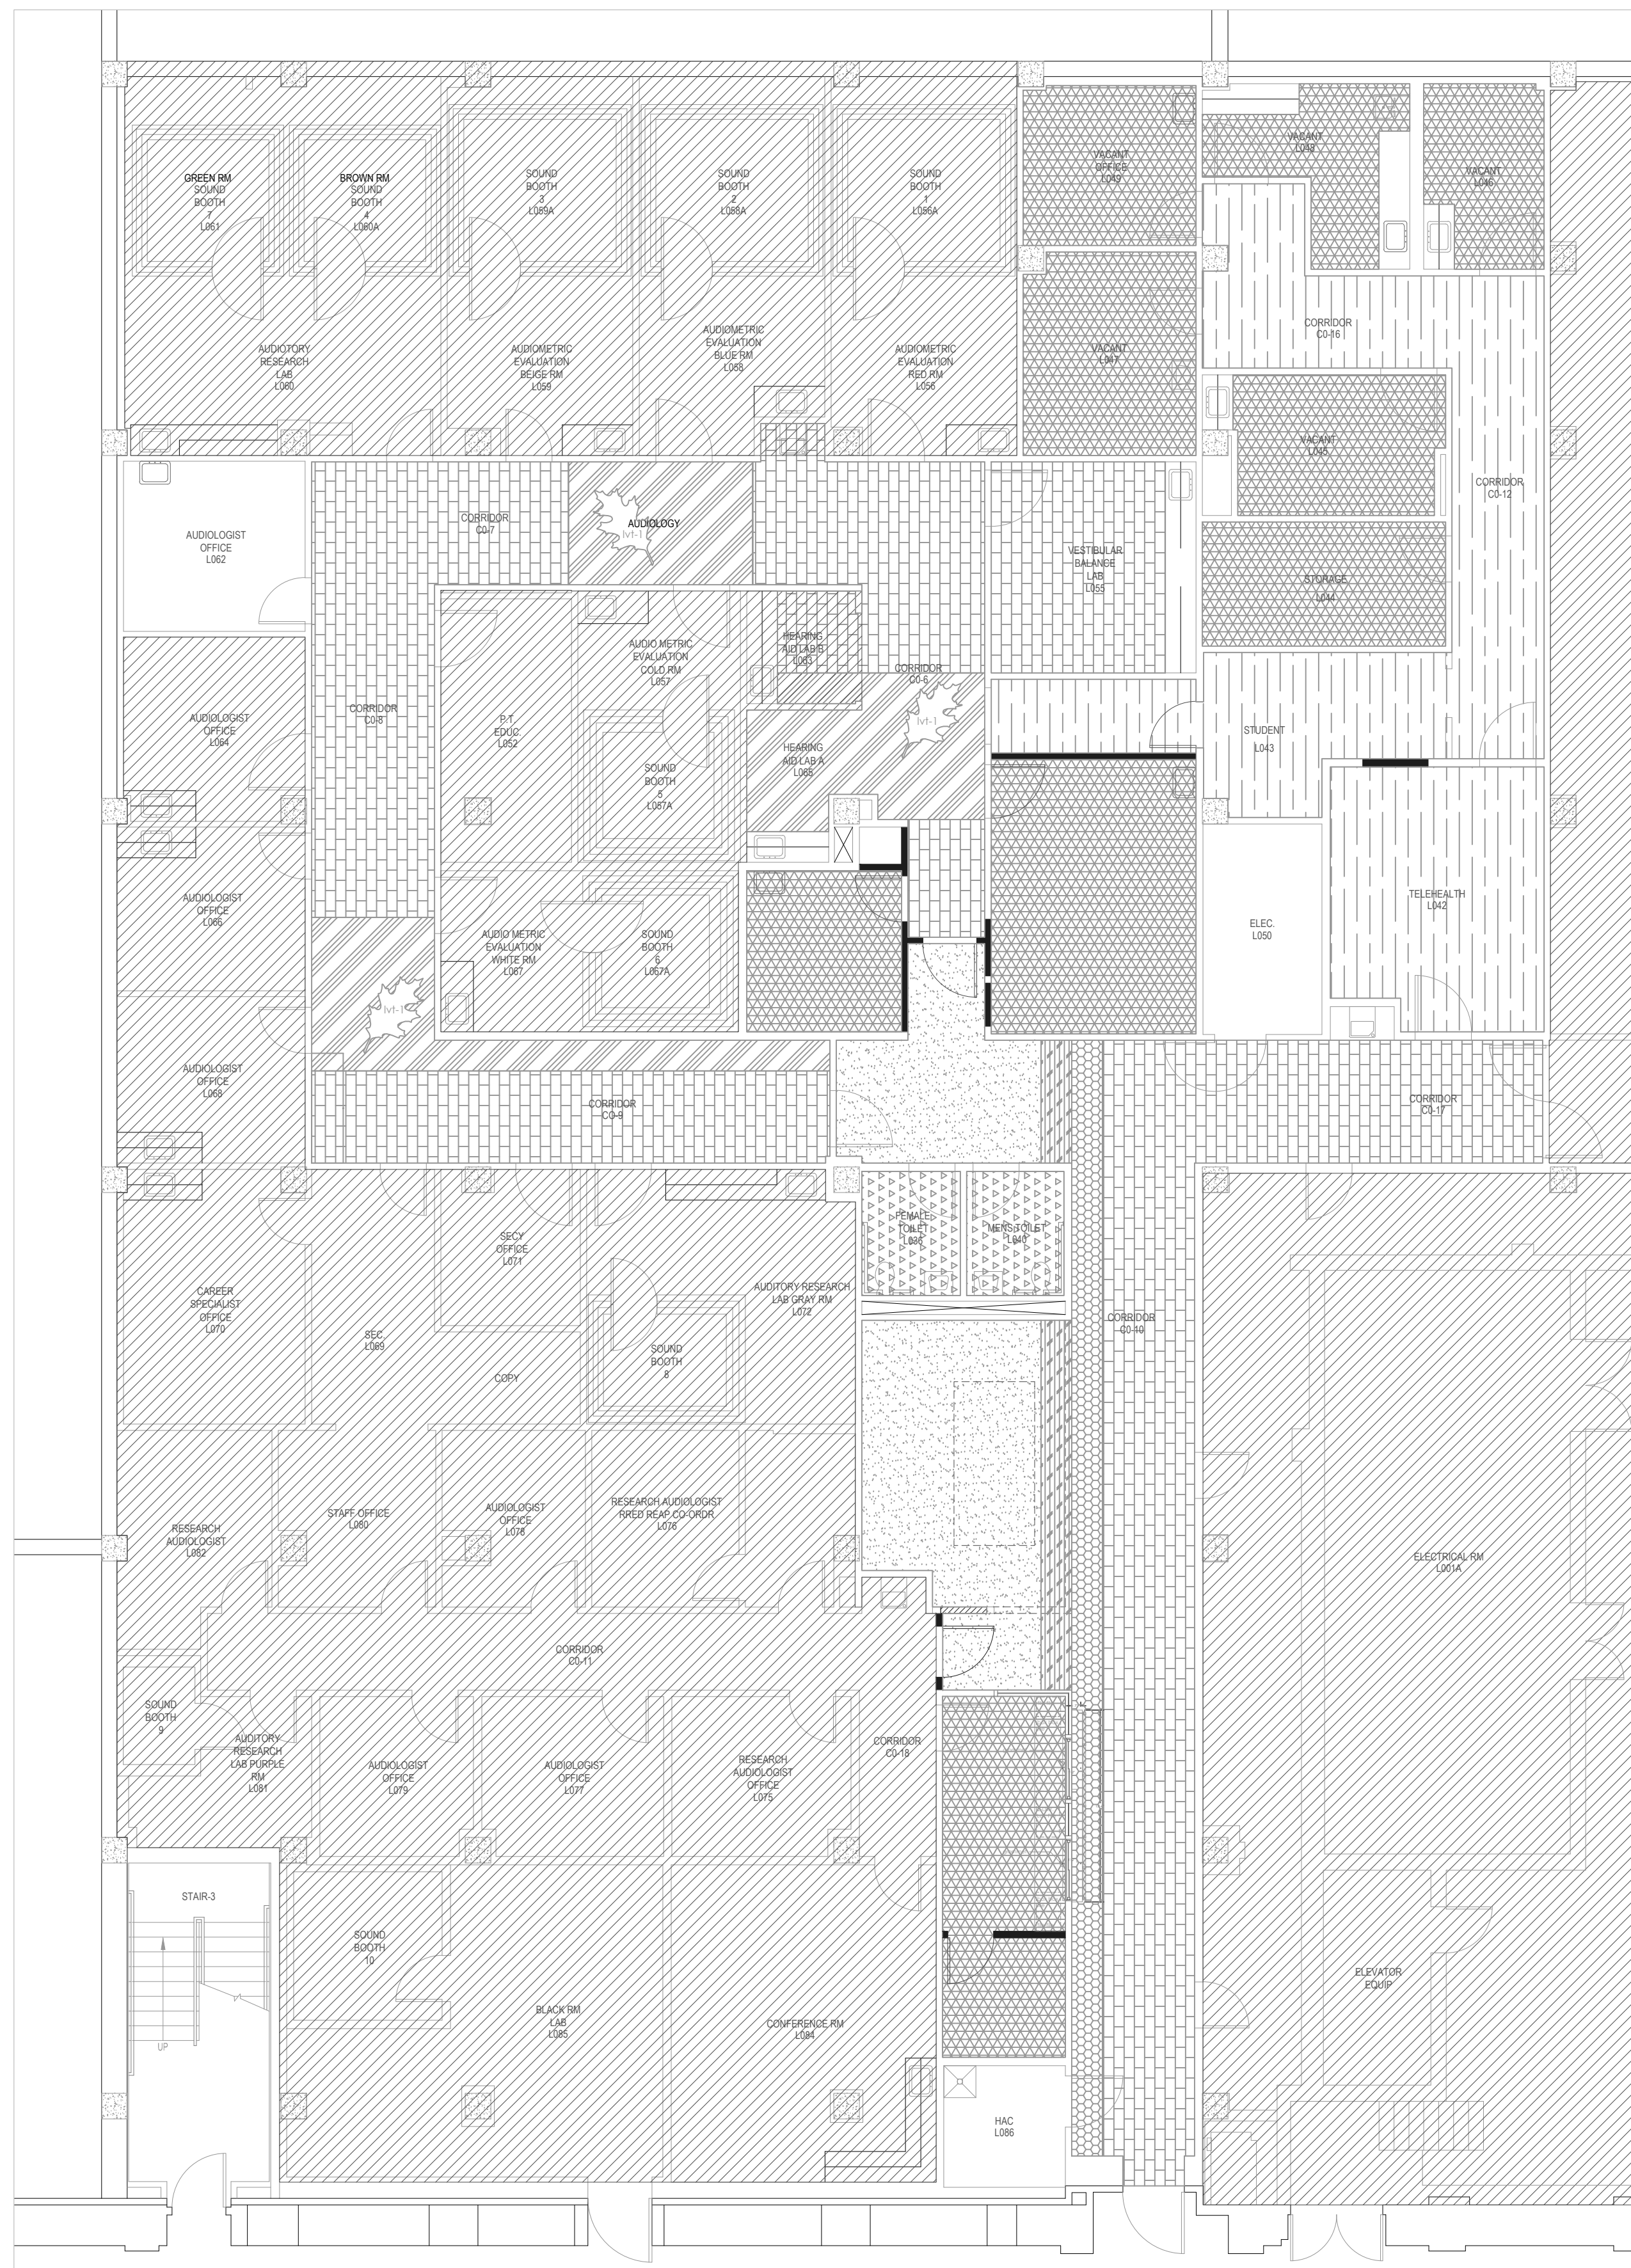 GREEN RM
SOUND
BOOTH
7
L061
BROWN RM
SOUND
BOOTH
4
L060A
SOUND
BOOTH
3
L059A
SOUND
BOOTH
2
L058A
SOUND
BOOTH
1
L056A
VACANT
OFFICE
L049
VACANT
L048
VACANT
L046
AUDIOTORY
RESEARCH
LAB
L060
AUDIOMETRIC
EVALUATION
BEIGE RM
L059
AUDIOMETRIC
EVALUATION
BLUE RM
L058
AUDIOMETRIC
EVALUATION
RED RM
L056
VACANT
L047
CORRIDOR
C0-16
VACANT
L045
CORRIDOR
C0-12
AUDIOLOGIST
OFFICE
L062
CORRIDOR
C0-7
AUDIOLOGY
lvt-1
VESTIBULAR
BALANCE
LAB
L055
STORAGE
L044
AUDIOLOGIST
OFFICE
L064
CORRIDOR
C0-8
P.T.
EDUC.
L052
AUDIO METRIC
EVALUATION
COLD RM
L057
HEARING
AID LAB B
L063
CORRIDOR
C0-6
lvt-1
STUDENT
L043
SOUND
BOOTH
5
L057A
HEARING
AID LAB A
L065
AUDIOLOGIST
OFFICE
L066
TELEHEALTH
L042
ELEC.
L050
AUDIO METRIC
EVALUATION
WHITE RM
L067
SOUND
BOOTH
6
L067A
lvt-1
AUDIOLOGIST
OFFICE
L068
CORRIDOR
CO-9
CORRIDOR
C0-17
FEMALE
TOILET
L036
MENS TOILET
L040
SECY
OFFICE
L071
CAREER
SPECIALIST
OFFICE
L070
AUDITORY RESEARCH
LAB GRAY RM
L072
CORRIDOR
C0-10
SEC.
L069
SOUND
BOOTH
8
COPY
RESEARCH
AUDIOLOGIST
L082
STAFF OFFICE
L080
AUDIOLOGIST
OFFICE
L078
RESEARCH AUDIOLOGIST
RRED REAP CO-ORDR
L076
ELECTRICAL RM
L001A
CORRIDOR
C0-11
SOUND
BOOTH
9
AUDITORY
RESEARCH
LAB PURPLE
RM
L081
AUDIOLOGIST
OFFICE
L079
AUDIOLOGIST
OFFICE
L077
RESEARCH
AUDIOLOGIST
OFFICE
L075
CORRIDOR
C0-18
STAIR-3
UP
SOUND
BOOTH
10
ELEVATOR
EQUIP
BLACK RM
LAB
L085
CONFERENCE RM
L084
HAC
L086